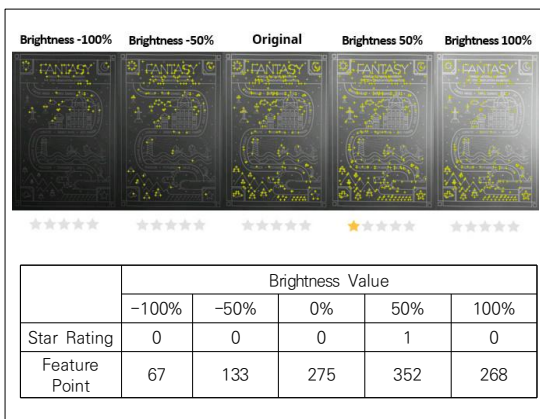 Brightness -100% Brightness -50% Original Brightness 50% Brightness 100%
FANTASY FANTASY FANTASY FANTASY FANTASY
Brightness Value
-100% -50% 0% 50% 100%
Star Rating 0 0 0 1 0
Feature Point 67 133 275 352 268